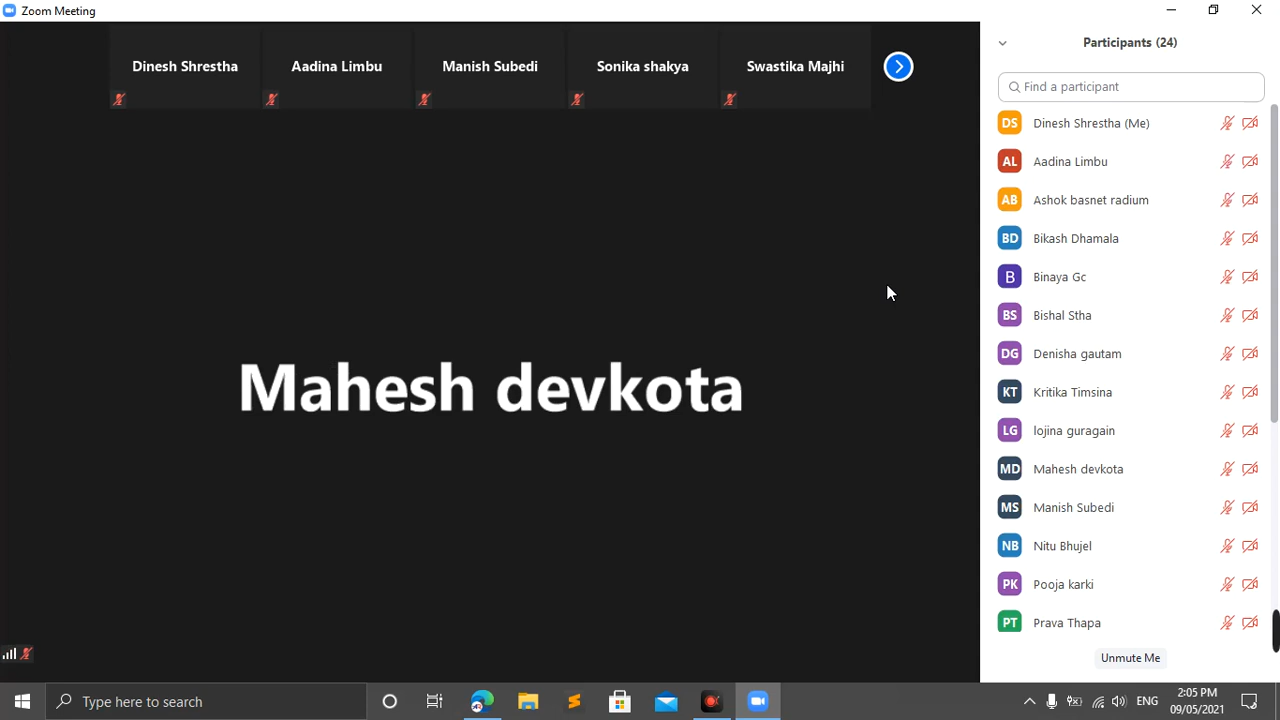 Zoom Meeting
Dinesh Shrestha
Aadina Limbu
Manish Subedi
Sonika shakya
Swastika Majhi
Mahesh devkota
Participants (24)
Find a participant
DS Dinesh Shrestha (Me)
AL Aadina Limbu
AB Ashok basnet radium
BD Bikash Dhamala
B Binaya Gc
BS Bishal Stha
DG Denisha gautam
KT Kritika Timsina
LG lojina guragain
MD Mahesh devkota
MS Manish Subedi
NB Nitu Bhujel
PK Pooja karki
PT Prava Thapa
Unmute Me
Type here to search
ENG
2:05 PM
09/05/2021